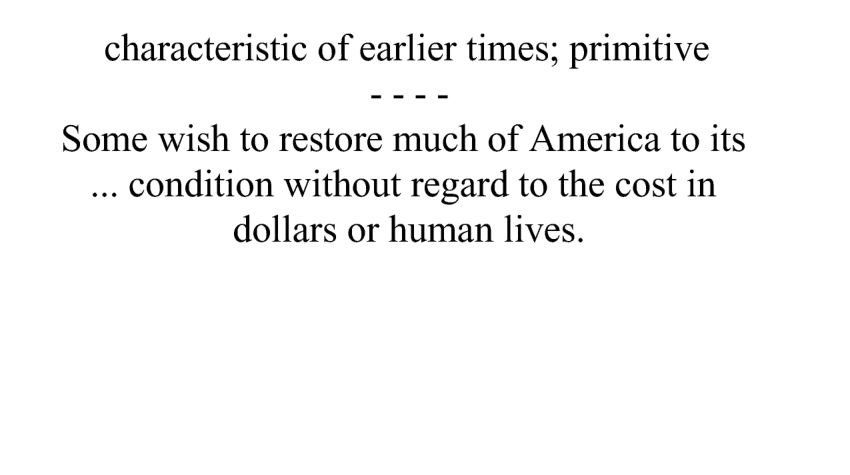 characteristic of earlier times; primitive
- - - -
Some wish to restore much of America to its
... condition without regard to the cost in
dollars or human lives.